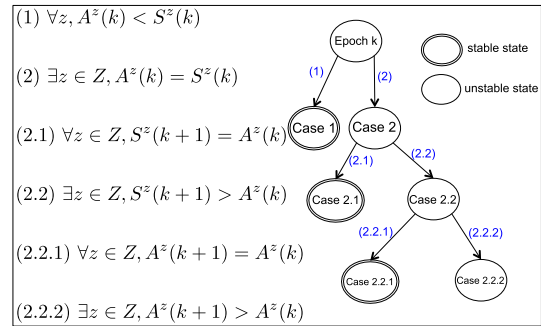 (1) ∀z, A^z(k) < S^z(k)
(2) ∃z ∈ Z, A^z(k) = S^z(k)
(2.1) ∀z ∈ Z, S^z(k+1) = A^z(k)
(2.2) ∃z ∈ Z, S^z(k+1) > A^z(k)
(2.2.1) ∀z ∈ Z, A^z(k+1) = A^z(k)
(2.2.2) ∃z ∈ Z, A^z(k+1) > A^z(k)
Epoch k
(1)
(2)
Case 1
Case 2
(2.1)
(2.2)
Case 2.1
Case 2.2
(2.2.1)
(2.2.2)
Case 2.2.1
Case 2.2.2
stable state
unstable state